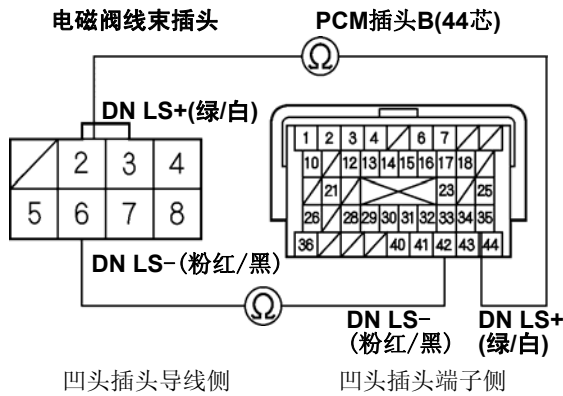 电磁阀线束插头 PCM插头B(44芯)
Ω
DN LS+(绿/白)
1 2 3 4 6 7
2 3 4
10 12 13 14 15 16 17 18
21 23 25
5 6 7 8
26 28 29 30 31 32 33 34 35
36 40 41 42 43 44
DN LS-(粉红/黑)
Ω
DN LS-
(粉红/黑)
DN LS+
(绿/白)
凹头插头导线侧 凹头插头端子侧